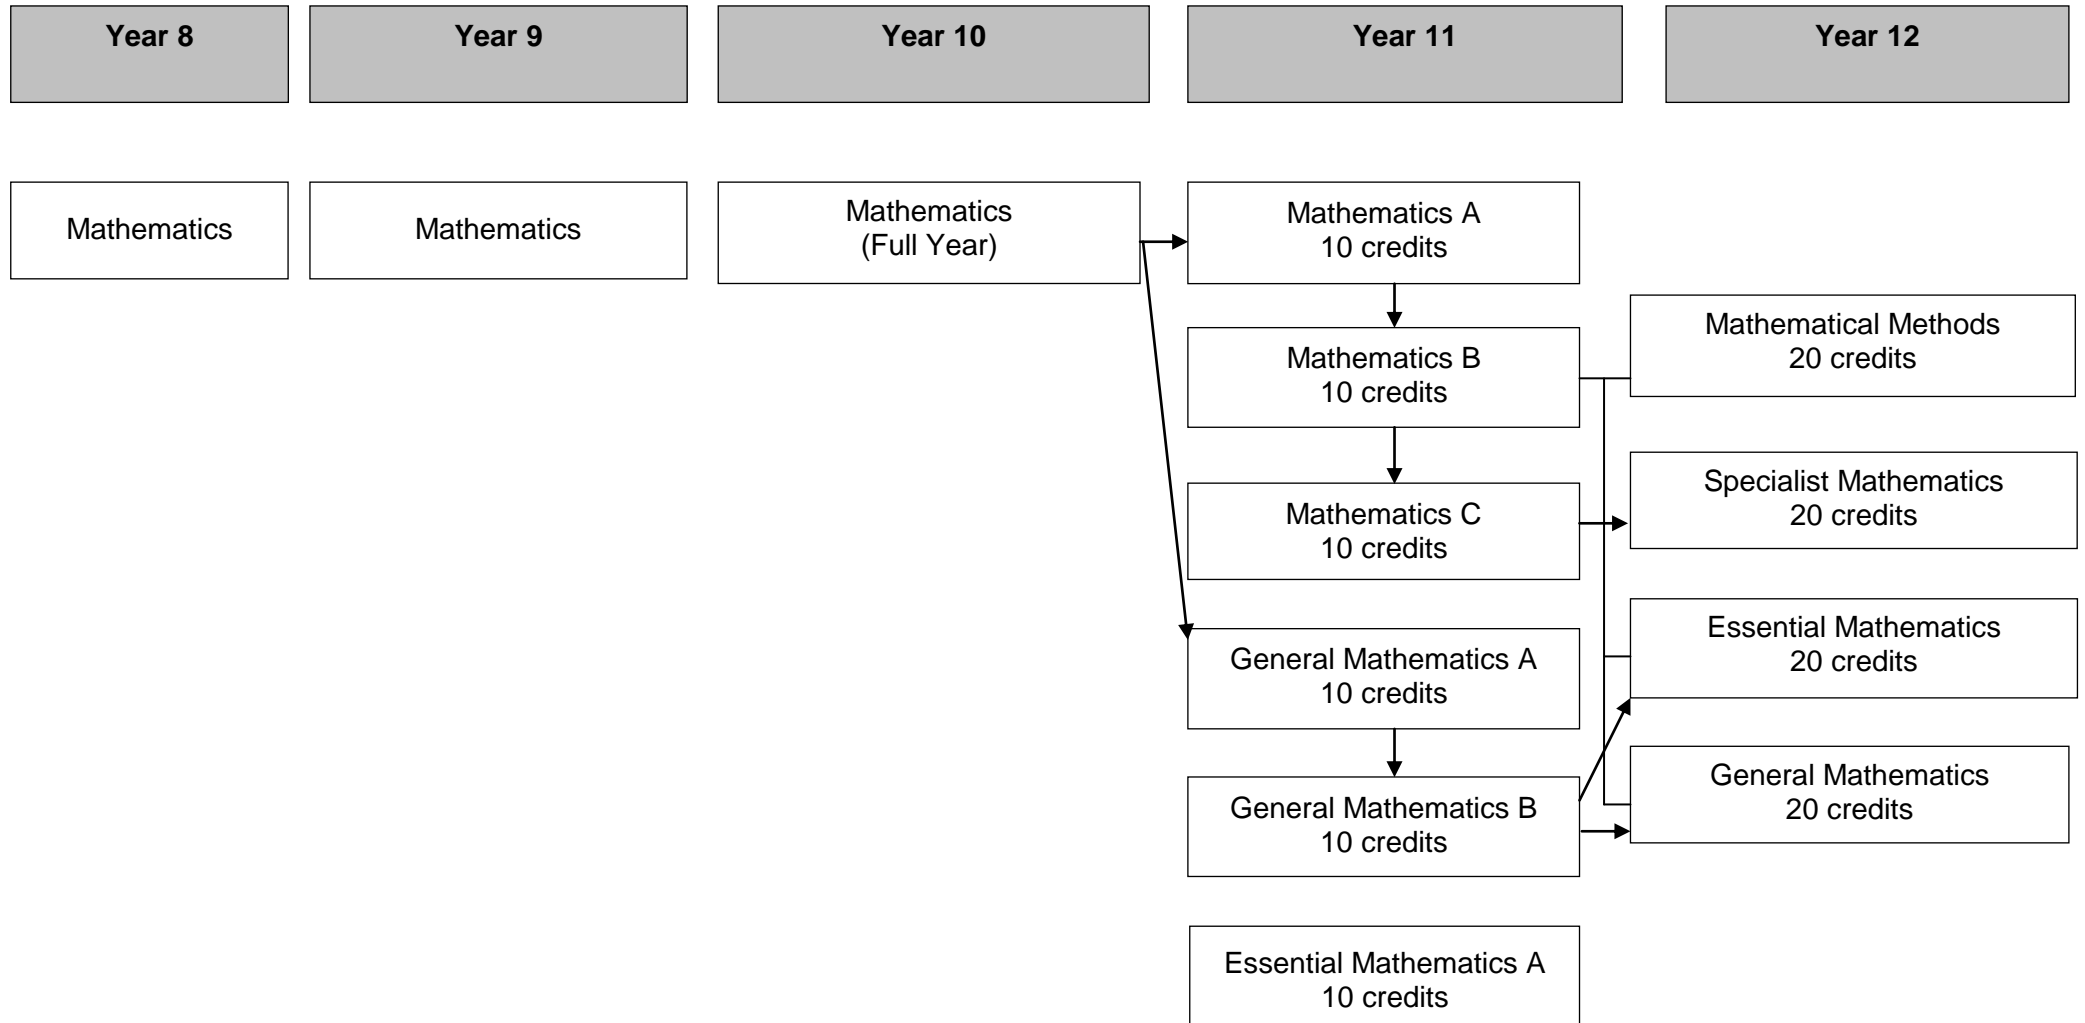 Year 8
Year 9
Year 10
Year 11
Year 12
Mathematics
Mathematics
Mathematics
(Full Year)
Mathematics A
10 credits
Mathematics B
10 credits
Mathematics C
10 credits
General Mathematics A
10 credits
General Mathematics B
10 credits
Essential Mathematics A
10 credits
Mathematical Methods
20 credits
Specialist Mathematics
20 credits
Essential Mathematics
20 credits
General Mathematics
20 credits